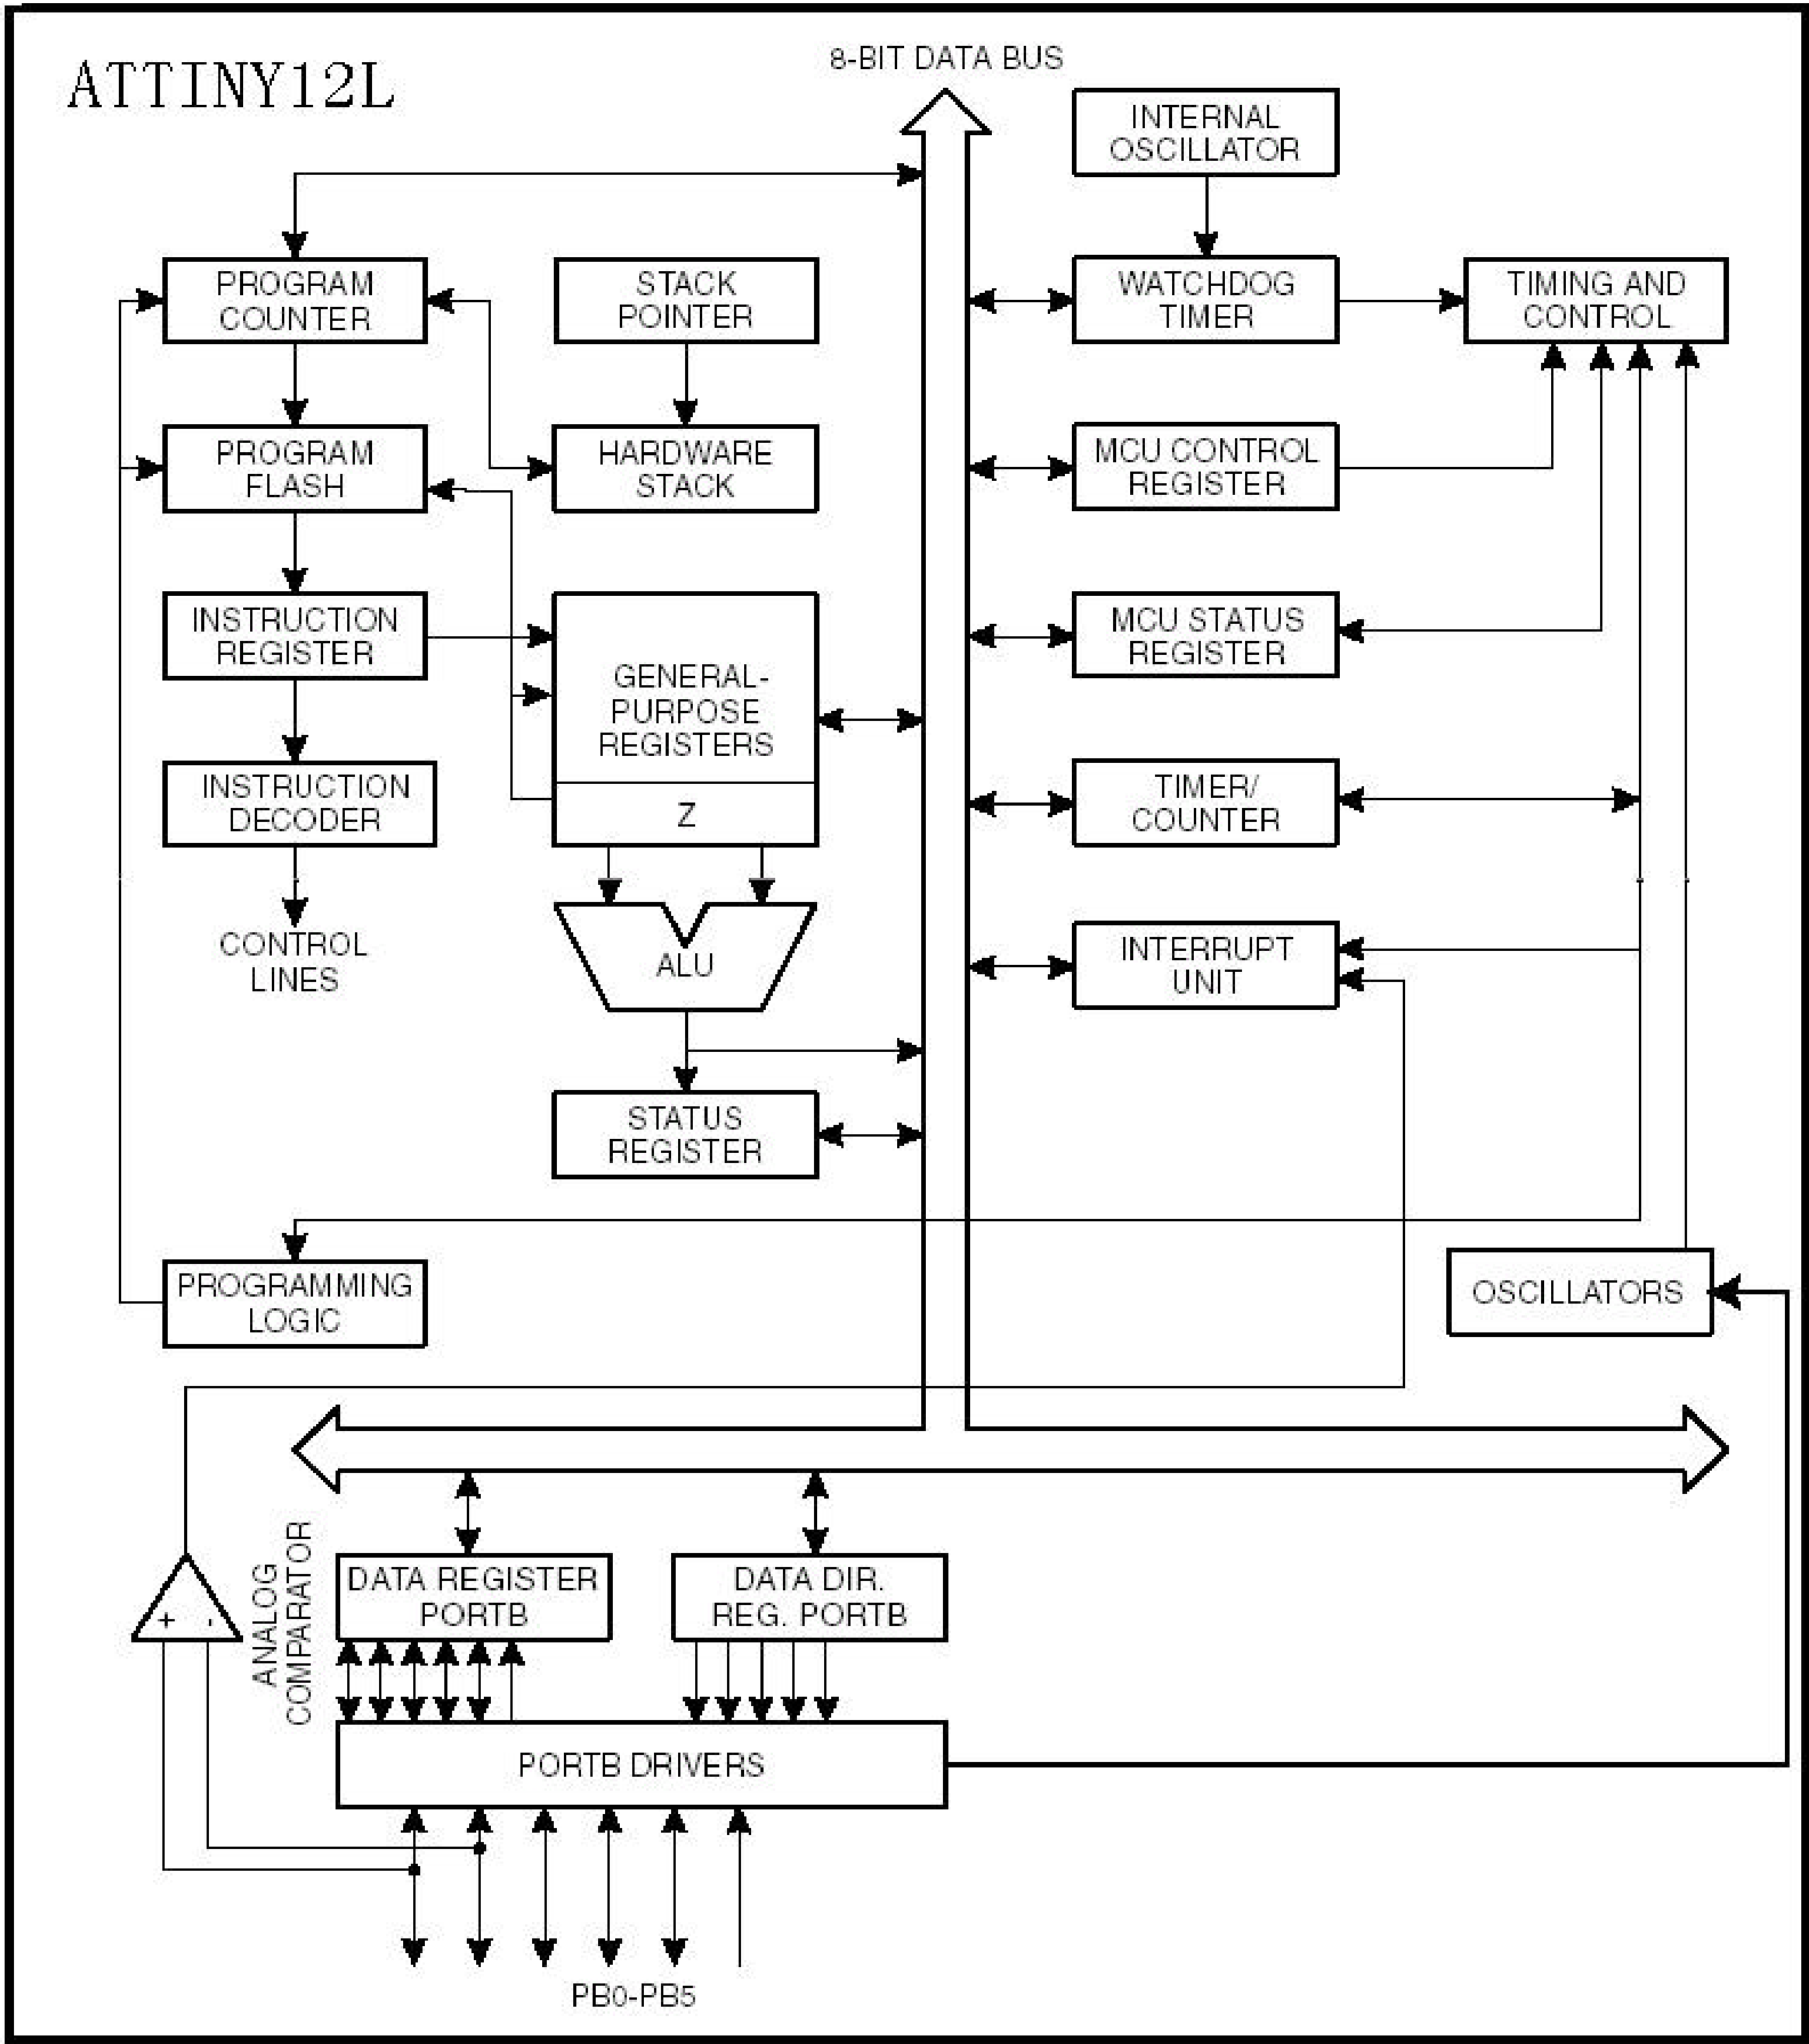 8-BIT DATA BUS
ATTINY12L
INTERNAL
OSCILLATOR
PROGRAM
COUNTER
STACK
POINTER
WATCHDOG
TIMER
TIMING AND
CONTROL
PROGRAM
FLASH
HARDWARE
STACK
MCU CONTROL
REGISTER
INSTRUCTION
REGISTER
GENERAL-
PURPOSE
REGISTERS
Z
MCU STATUS
REGISTER
INSTRUCTION
DECODER
TIMER/
COUNTER
CONTROL
LINES
ALU
INTERRUPT
UNIT
STATUS
REGISTER
PROGRAMMING
LOGIC
OSCILLATORS
+ -
ANALOG
COMPARATOR
DATA REGISTER
PORTB
DATA DIR.
REG. PORTB
PORTB DRIVERS
PB0-PB5